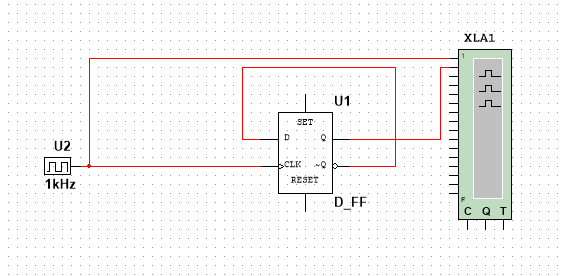 XLA1
1
U1
SET
D Q
U2
CLK ~Q
1kHz
RESET
D_FF
F
C Q T